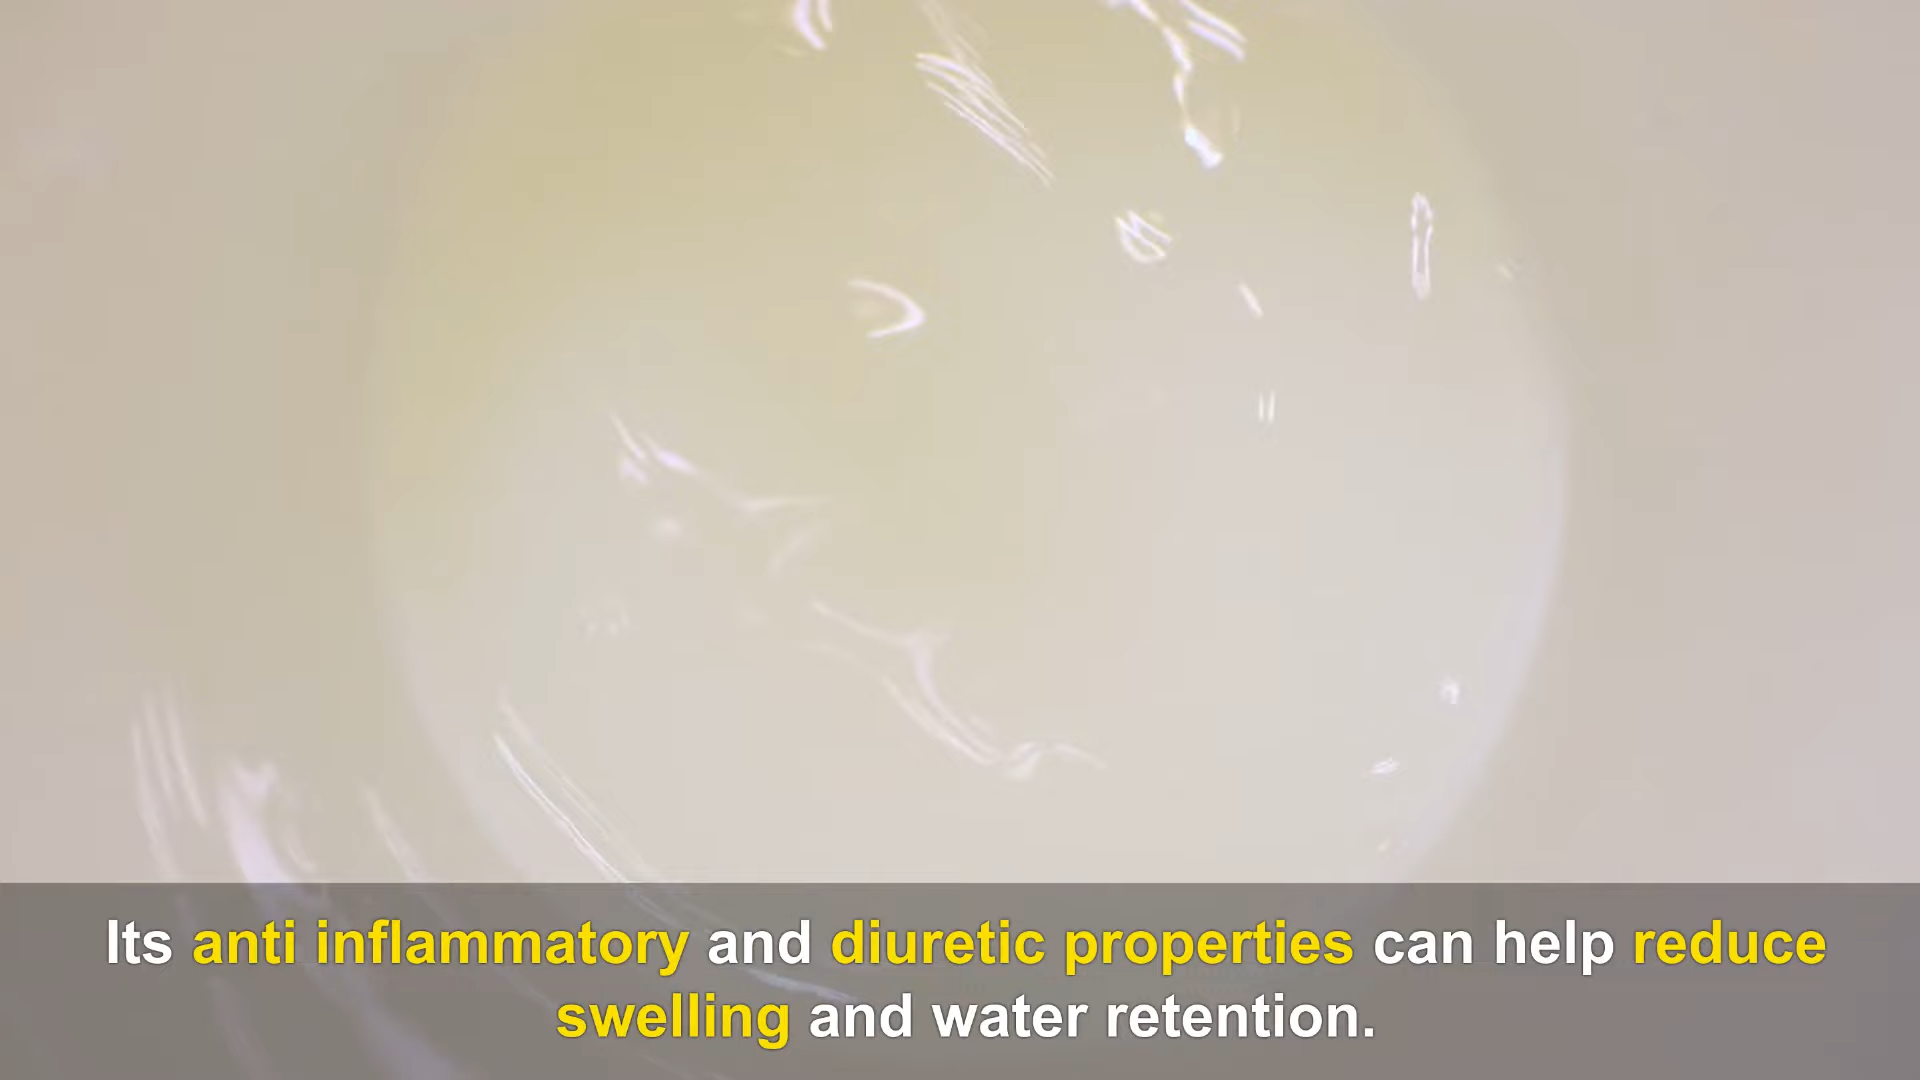 Its anti inflammatory and diuretic properties can help reduce
swelling and water retention.